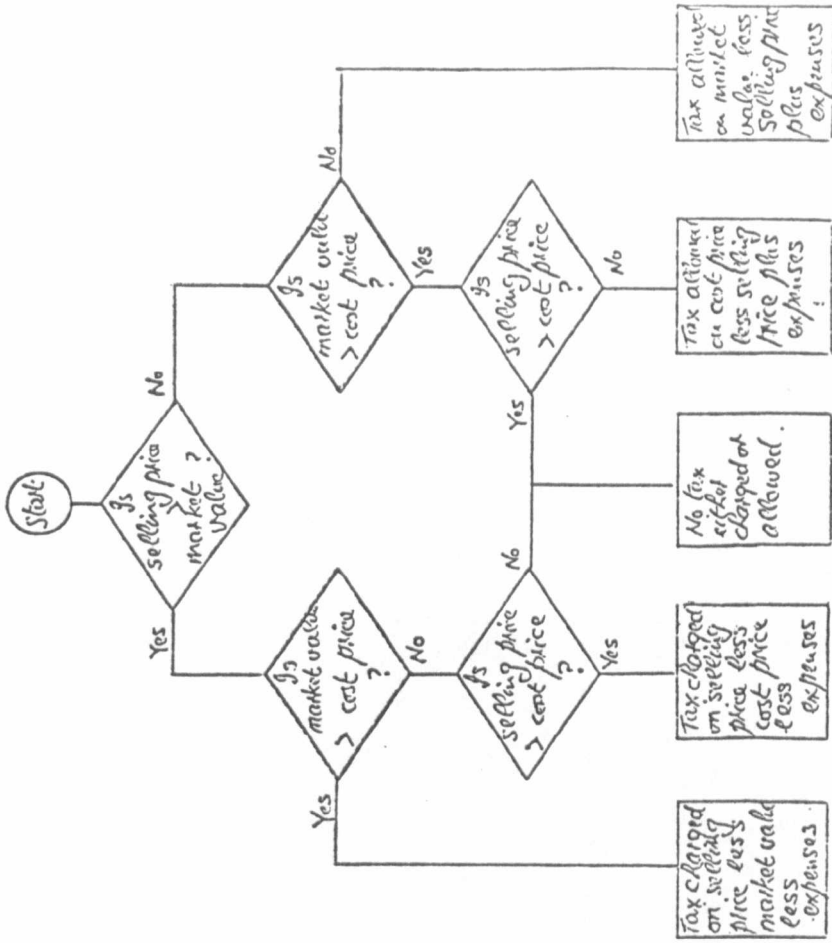 Start
Is
selling price
>
market ?
value
Yes
No
Is
market value
> cost price
?
Yes
No
Is
market value
> cost price
?
No
Yes
Is
selling price
> cost price
?
No
Yes
Is
selling price
> cost price
?
Yes
No
Tax charged
on selling
price less
market value
less
expenses.
Tax charged
on selling
price less
cost price
less
expenses
No tax
either
charged or
allowed.
Tax allowed
on cost price
less selling
price plus
expenses
Tax allowed
on market
value less
selling price
plus
expenses